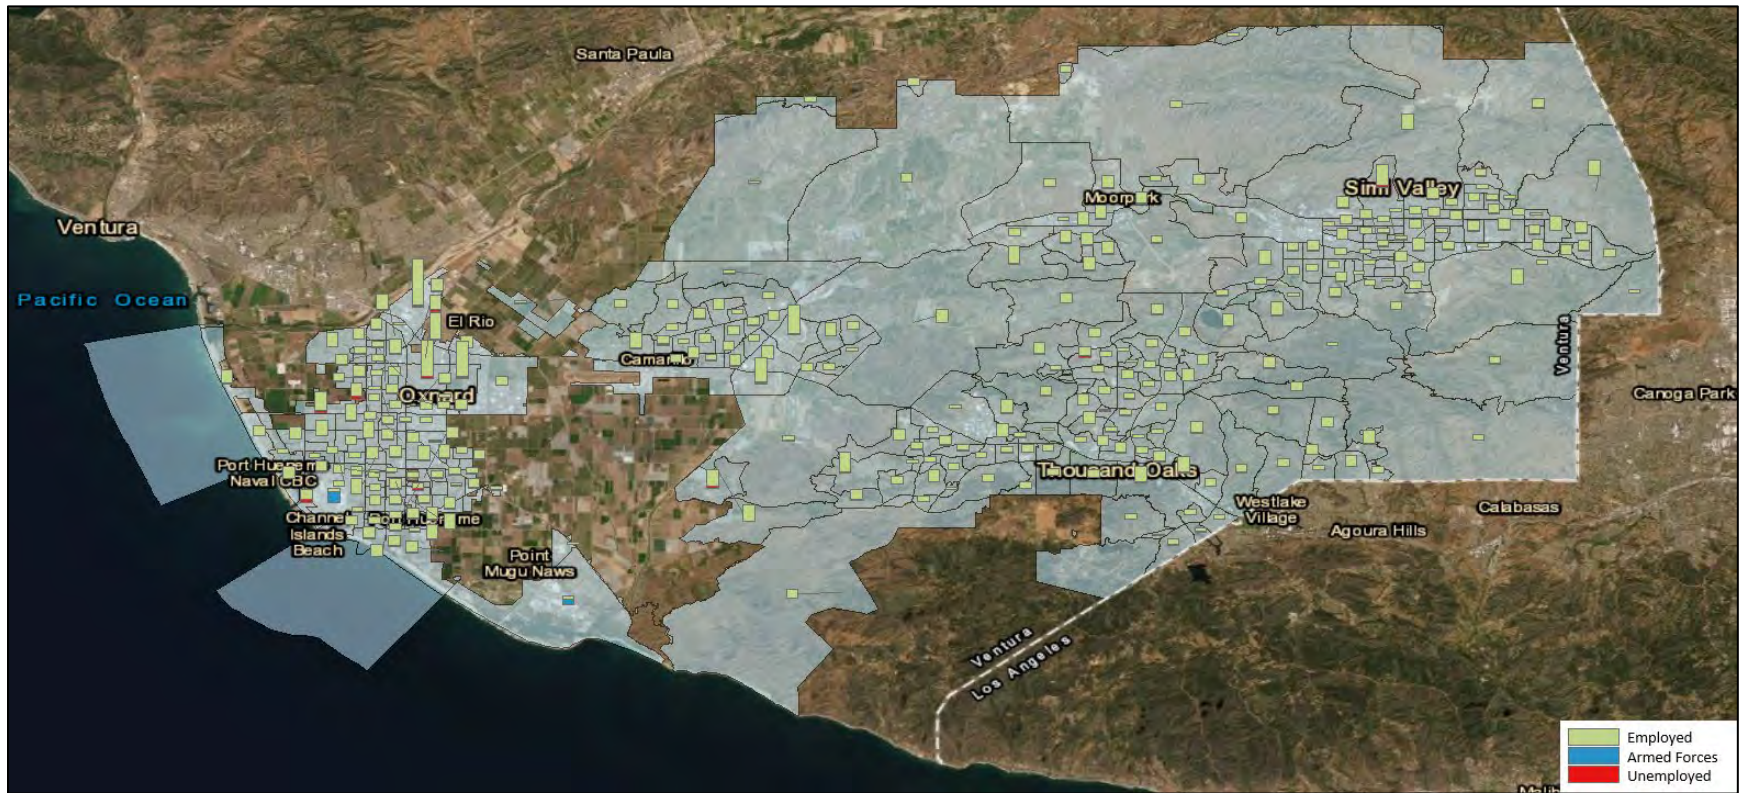 Santa Paula
Ventura
Moorpark
Simi Valley
Pacific Ocean
El Rio
Camarillo
Ventura
Oxnard
Canoga Park
Port Hueneme
Naval CBC
Thousand Oaks
Westlake
Village
Calabasas
Agoura Hills
Channel
Islands
Beach
Port Hueneme
Point
Mugu Naws
Ventura
Los Angeles
Employed
Armed Forces
Unemployed